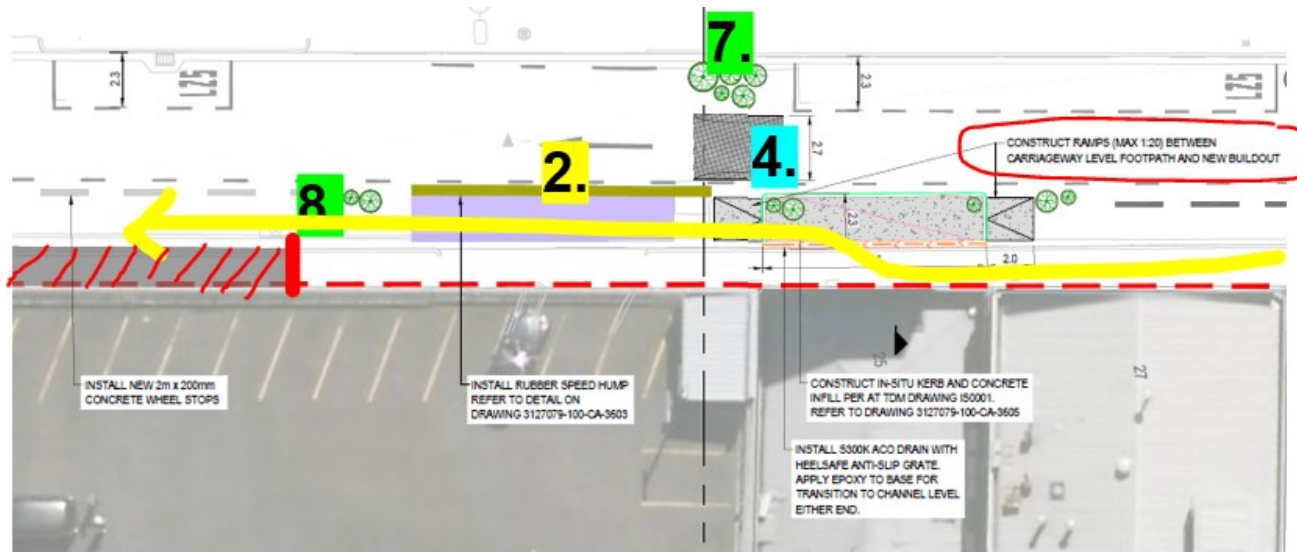 7.
2.3
L25
2.3
L25
4.
2.7
CONSTRUCT RAMPS (MAX 1:20) BETWEEN
CARRIAGEWAY LEVEL FOOTPATH AND NEW BUILDOUT
2.
8
2.3
2.0
INSTALL NEW 2m x 200mm
CONCRETE WHEEL STOPS
INSTALL RUBBER SPEED HUMP
REFER TO DETAIL ON
DRAWING 3127079-100-CA-3603
25
27
CONSTRUCT IN-SITU KERB AND CONCRETE
INFILL PER AT TDM DRAWING IS0001.
REFER TO DRAWING 3127079-100-CA-3605
INSTALL S300K ACO DRAIN WITH
HEELSAFE ANTI-SLIP GRATE.
APPLY EPOXY TO BASE FOR
TRANSITION TO CHANNEL LEVEL
EITHER END.